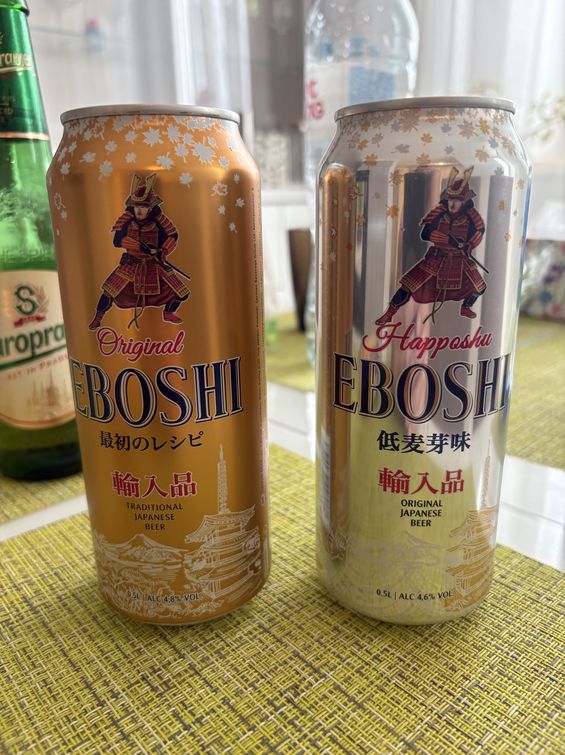 Original
EBOSHI
最初のレシピ
輸入品
TRADITIONAL
JAPANESE
BEER
0,5L | ALC 4,8% VOL
Happoshu
EBOSHI
低麦芽味
輸入品
ORIGINAL
JAPANESE
BEER
0,5L | ALC 4,6% VOL
S
aropra